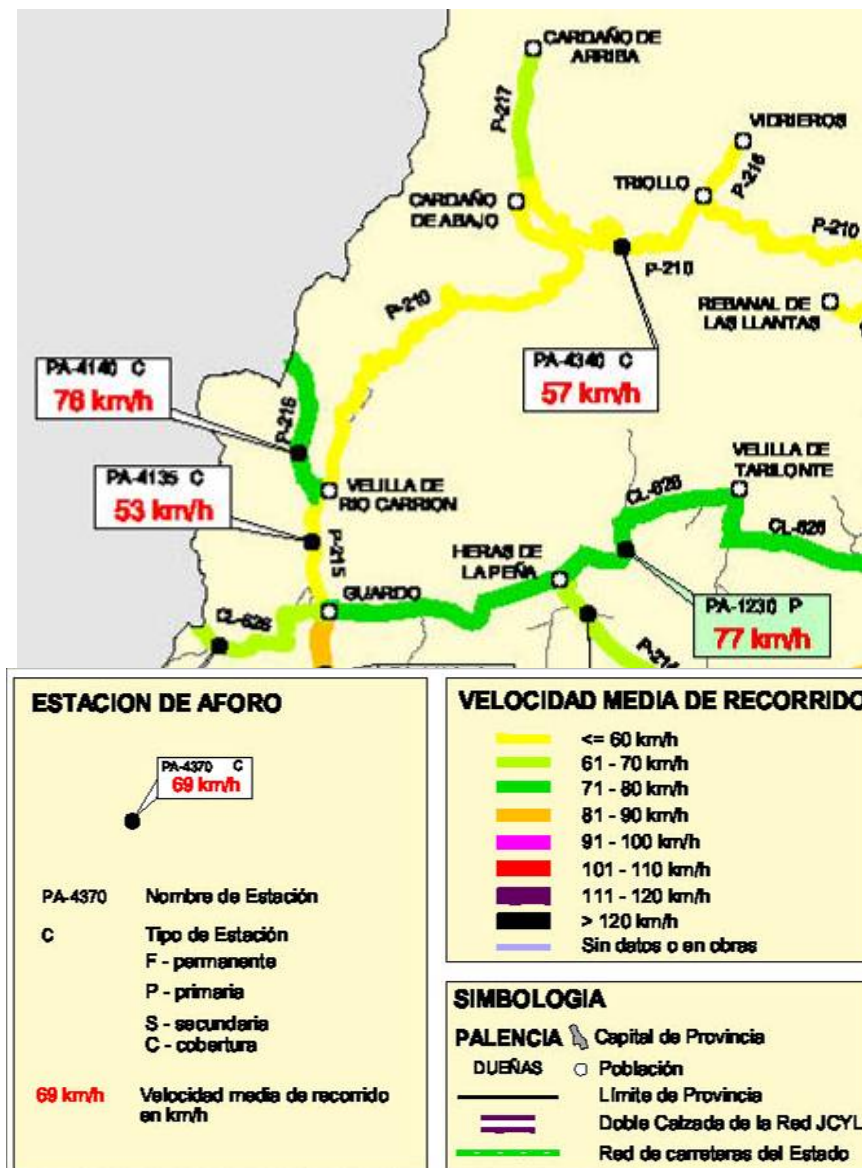 CARDAÑO DE
ARRIBA
P-217
VIDRIEROS
TRIOLLO
P-216
CARDAÑO
DE ABAJO
P-210
P-210
P-210
REBANAL DE
LAS LLANTAS
PA-4140 C
76 km/h
PA-4340 C
57 km/h
P-216
VELILLA DE
TARILONTE
PA-4135 C
53 km/h
VELILLA DE
RIO CARRION
CL-626
CL-626
P-215
HERAS DE
LA PEÑA
GUARDO
PA-1230 P
77 km/h
CL-626
ESTACION DE AFORO
PA-4370 C
69 km/h
PA-4370 Nombre de Estación
C Tipo de Estación
F - permanente
P - primaria
S - secundaria
C - cobertura
69 km/h Velocidad media de recorrido
en km/h
VELOCIDAD MEDIA DE RECORRIDO
<= 60 km/h
61 - 70 km/h
71 - 80 km/h
81 - 90 km/h
91 - 100 km/h
101 - 110 km/h
111 - 120 km/h
> 120 km/h
Sin datos o en obras
SIMBOLOGIA
PALENCIA Capital de Provincia
DUEÑAS Población
Límite de Provincia
Doble Calzada de la Red JCYL
Red de carreteras del Estado